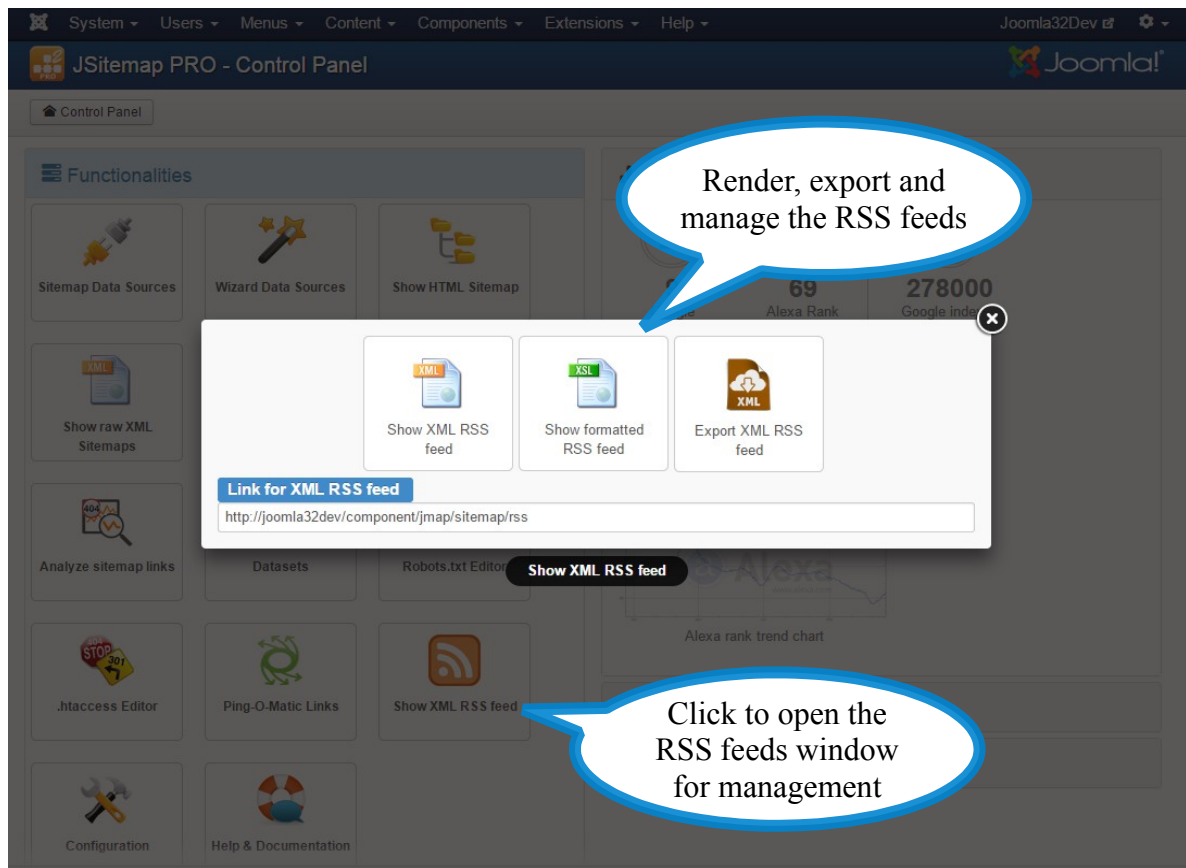 System Users Menus Content Components Extensions Help Joomla32Dev
JSitemap PRO - Control Panel
Joomla!
Control Panel
Functionalities
Render, export and
manage the RSS feeds
Sitemap Data Sources
Wizard Data Sources
Show HTML Sitemap
69
Alexa Rank
278000
Google
Show raw XML
Sitemaps
XML
Show XML RSS
feed
XSL
Show formatted
RSS feed
XML
Export XML RSS
feed
Link for XML RSS feed
http://joomla32dev/component/jmap/sitemap/rss
404
Analyze sitemap links
Datasets
Robots.txt Editor
Show XML RSS feed
Alexa
Alexa rank trend chart
STOP
301
.htaccess Editor
Ping-O-Matic Links
Show XML RSS feed
Click to open the
RSS feeds window
for management
Configuration
Help & Documentation